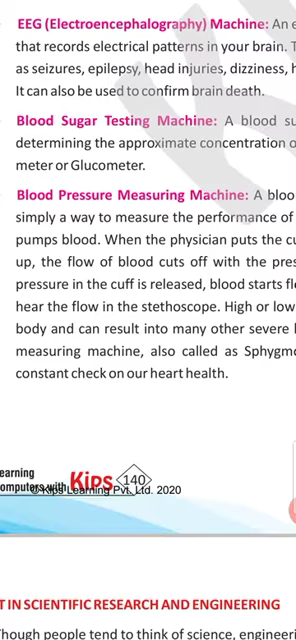 EEG (Electroencephalography) Machine: An e
that records electrical patterns in your brain. T
as seizures, epilepsy, head injuries, dizziness, h
It can also be used to confirm brain death.
Blood Sugar Testing Machine: A blood su
determining the approximate concentration o
meter or Glucometer.
Blood Pressure Measuring Machine: A bloo
simply a way to measure the performance of
pumps blood. When the physician puts the cu
up, the flow of blood cuts off with the pres
pressure in the cuff is released, blood starts fl
hear the flow in the stethoscope. High or low
body and can result into many other severe
measuring machine, also called as Sphygm
constant check on our heart health.
earning
omputers with Kips 140
© Kips Learning Pvt. Ltd. 2020
T IN SCIENTIFIC RESEARCH AND ENGINEERING
Though people tend to think of science, engineeri